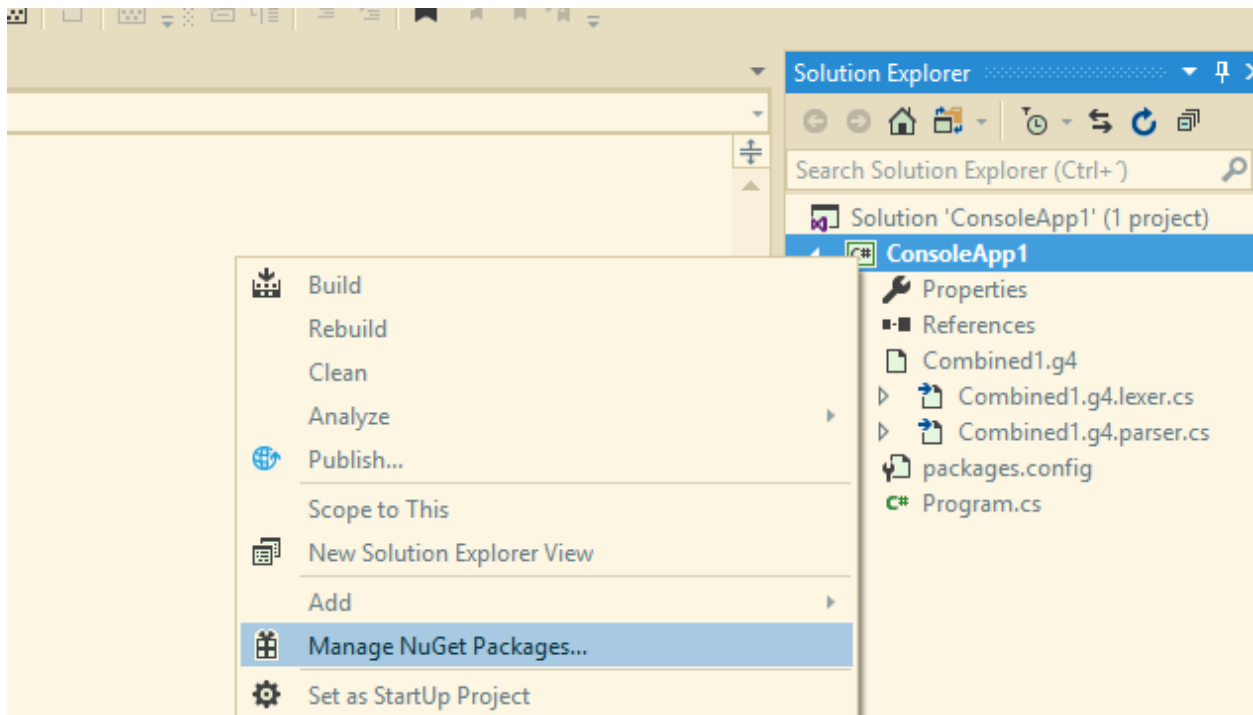 Solution Explorer
Search Solution Explorer (Ctrl+´)
Solution 'ConsoleApp1' (1 project)
C# ConsoleApp1
Properties
References
Combined1.g4
Combined1.g4.lexer.cs
Combined1.g4.parser.cs
packages.config
C# Program.cs
Build
Rebuild
Clean
Analyze
Publish...
Scope to This
New Solution Explorer View
Add
Manage NuGet Packages...
Set as StartUp Project